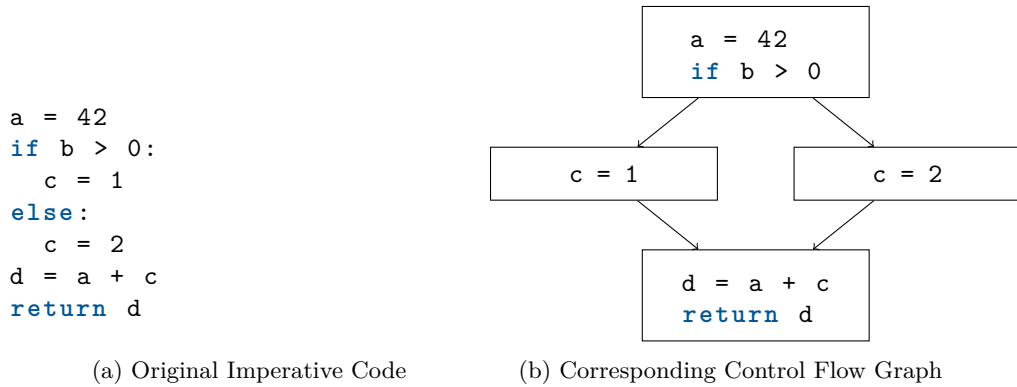 a = 42
if b > 0:
  c = 1
else:
  c = 2
d = a + c
return d
(a) Original Imperative Code
a = 42
if b > 0
c = 1
c = 2
d = a + c
return d
(b) Corresponding Control Flow Graph